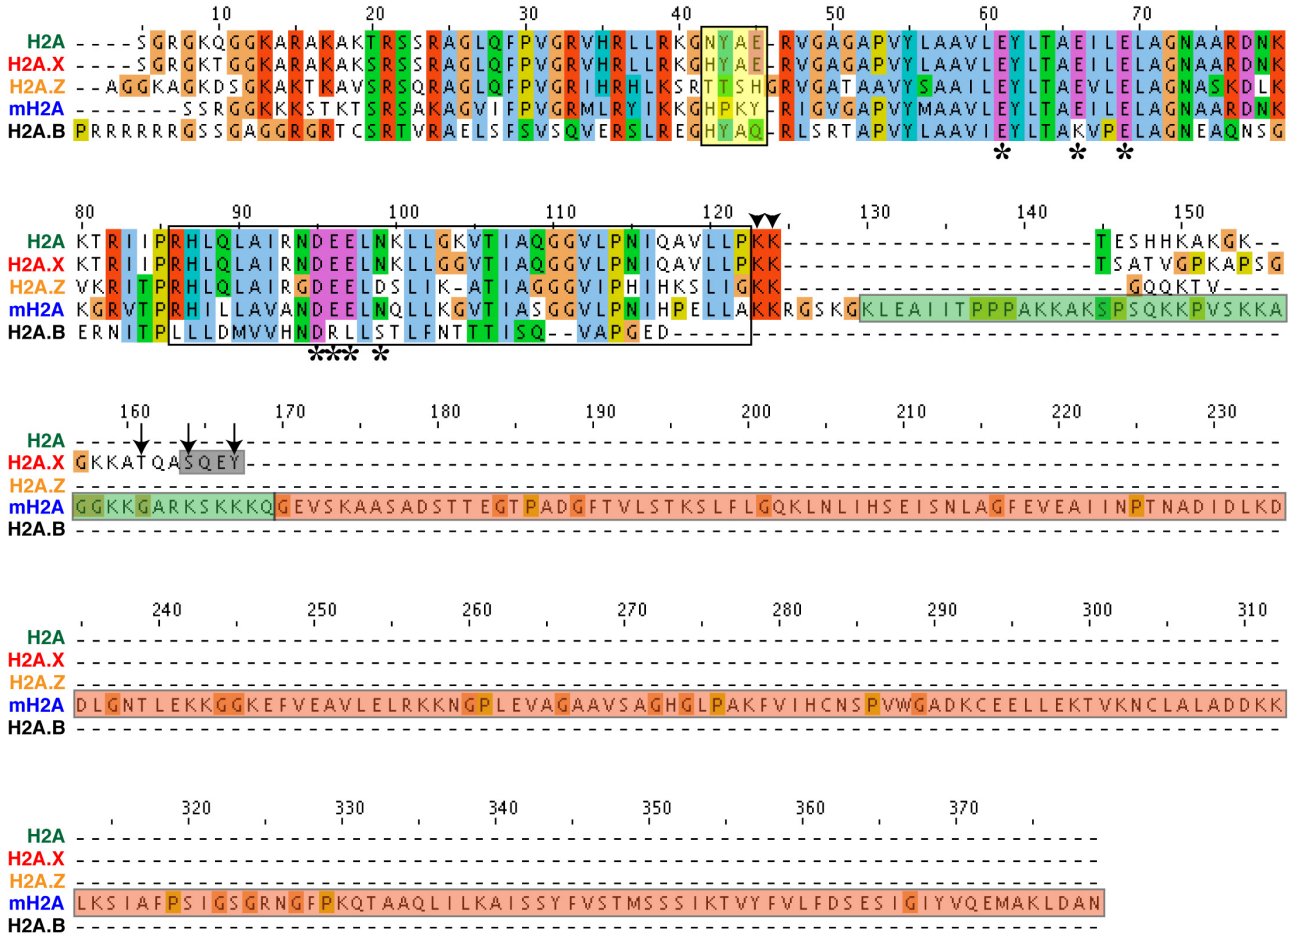 10 20 30 40 50 60 70
H2A ----SGRGKQGGKARAKAKTRSSRAGLQFPVGRVHRLLRKGNYAE-RVGAGAPVYLAAVLEYLTAEILELAGNAARDNK
H2A.X ----SGRGKTGGKARAKAKSRSSRAGLQFPVGRVHRLLRKGHYAE-RVGAGAPVYLAAVLEYLTAEILELAGNAARDNK
H2A.Z --AGGKAGKDSGKAKTKAVSRSQRAGLQFPVGRIHRHLKSRTTSHGRVGATAAVYSAAILEYLTAEVLELAGNASKDLK
mH2A -------SSRGGKKKSTKTSRSAKAGVIFPVGRMLRYIKKGHPKY-RIGVGAPVYMAAVLEYLTAEILELAGNAARDNK
H2A.B PRRRRRRGSSGAGGRGRTCSRTVRAELSFSVSQVERSLREGHYAQ-RLSRTAPVYLAAVIEYLTAKVPELAGNEAQNSG
* * *
80 90 100 110 120 130 140 150
H2A KTRIIPRHLQLAIRNDEELNKLLGKVTIAQGGVLPNIQAVLLPKK--------------------TESHHKAKGK--
H2A.X KTRIIPRHLQLAIRNDEELNKLLGGVTIAQGGVLPNIQAVLLPKK--------------------TSATVGPKAPSG
H2A.Z VKRITPRHLQLAIRGDEELDSLIK-ATIAGGGVIPHIHKSLIGKK----------------------GQQKTV----
mH2A KGRVTPRHILLAVANDEELNQLLKGVTIASGGVLPNIHPELLAKKRGSKGKLEAIITPPPAKKAKSPSQKKPVSKKA
H2A.B ERNITPLLLDMVVHNDRLLSTLFNTTTISQ--VAPGED---------------------------------------
*** *
160 170 180 190 200 210 220 230
H2A ------------------------------------------------------------------------------
H2A.X GKKATQASQEY-------------------------------------------------------------------
H2A.Z ------------------------------------------------------------------------------
mH2A GGKKGARKSKKKQGEVSKAASADSTTEGTPADGFTVLSTKSLFLGQKLNLIHSEISNLAGFEVEAIINPTNADIDLKD
H2A.B ------------------------------------------------------------------------------
240 250 260 270 280 290 300 310
H2A ------------------------------------------------------------------------------
H2A.X ------------------------------------------------------------------------------
H2A.Z ------------------------------------------------------------------------------
mH2A DLGNTLEKKGGKEFVEAVLELRKKNGPLEVAGAAVSAGHGLPAKFVIHCNSPVWGADKCEELLEKTVKNCLALADDKK
H2A.B ------------------------------------------------------------------------------
320 330 340 350 360 370
H2A ------------------------------------------------------------------
H2A.X ------------------------------------------------------------------
H2A.Z ------------------------------------------------------------------
mH2A LKSIAFPSIGSGRNGFPKQTAAQLILKAISSYFVSTMSSSIKTVYFVLFDSESIGIYVQEMAKLDAN
H2A.B ------------------------------------------------------------------